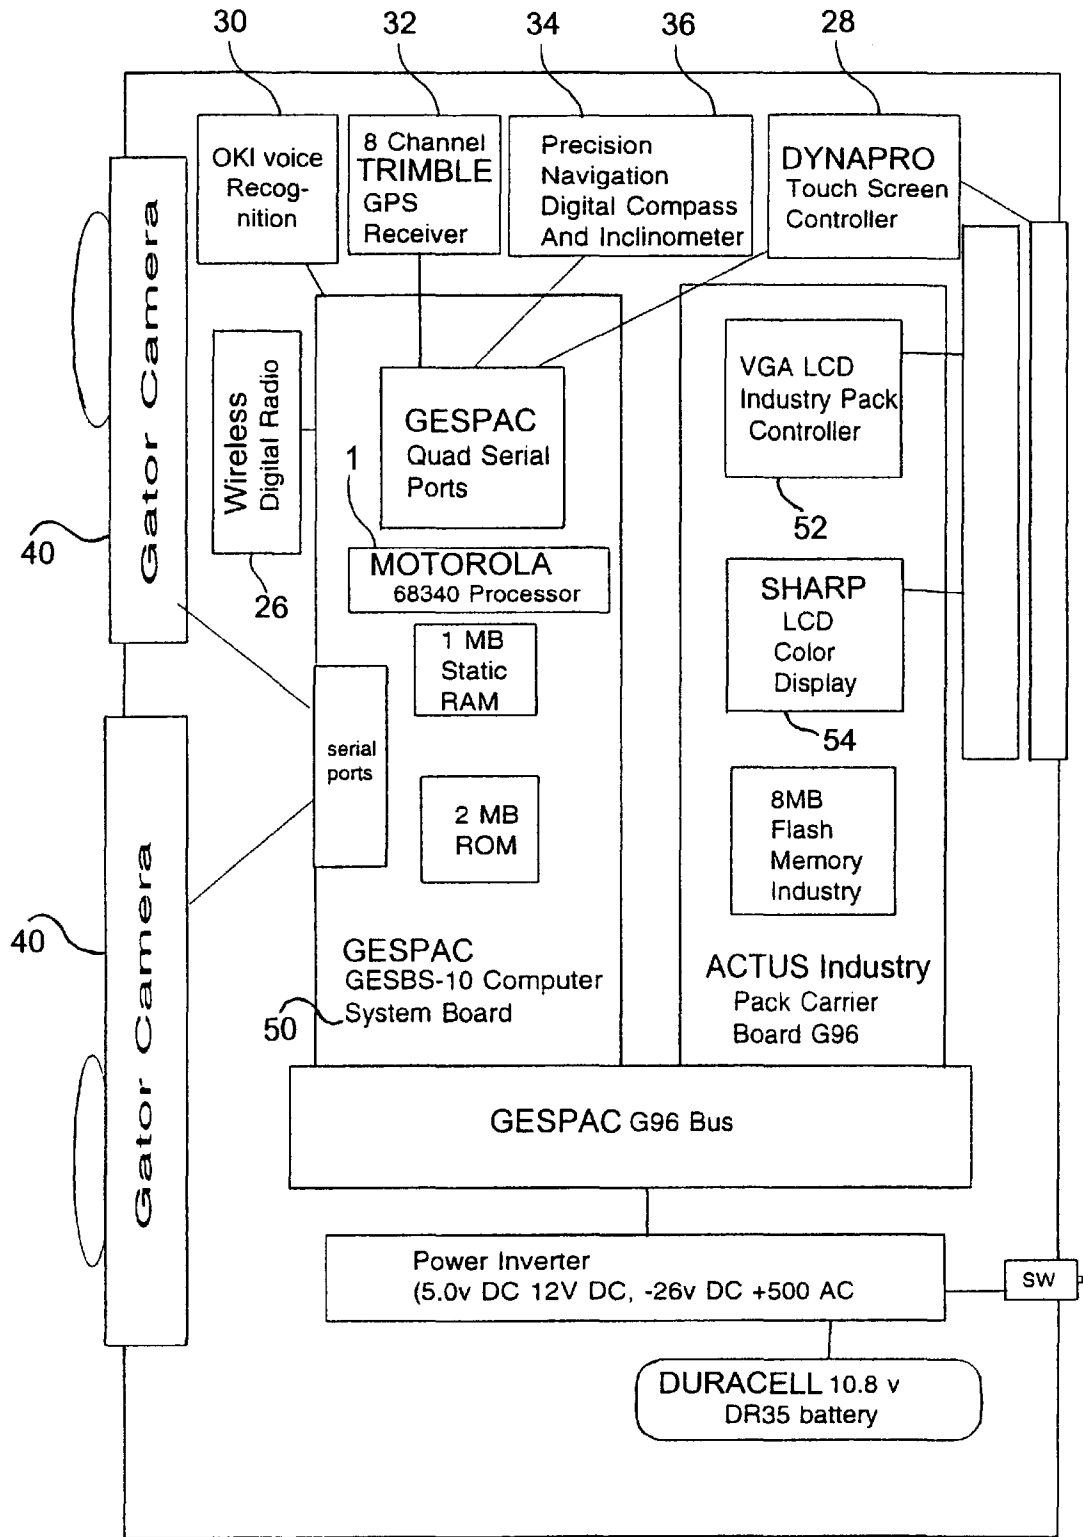 30
32
34
36
28
OKI voice
Recog-
nition
8 Channel
TRIMBLE
GPS
Receiver
Precision
Navigation
Digital Compass
And Inclinometer
DYNAPRO
Touch Screen
Controller
Gator Camera
40
Wireless
Digital Radio
26
GESPAC
Quad Serial
Ports
1
MOTOROLA
68340 Processor
1 MB
Static
RAM
serial
ports
2 MB
ROM
GESPAC
GESBS-10 Computer
System Board
50
VGA LCD
Industry Pack
Controller
52
SHARP
LCD
Color
Display
54
8MB
Flash
Memory
Industry
ACTUS Industry
Pack Carrier
Board G96
Gator Camera
40
GESPAC G96 Bus
Power Inverter
(5.0v DC 12V DC, -26v DC +500 AC
SW
DURACELL 10.8 v
DR35 battery